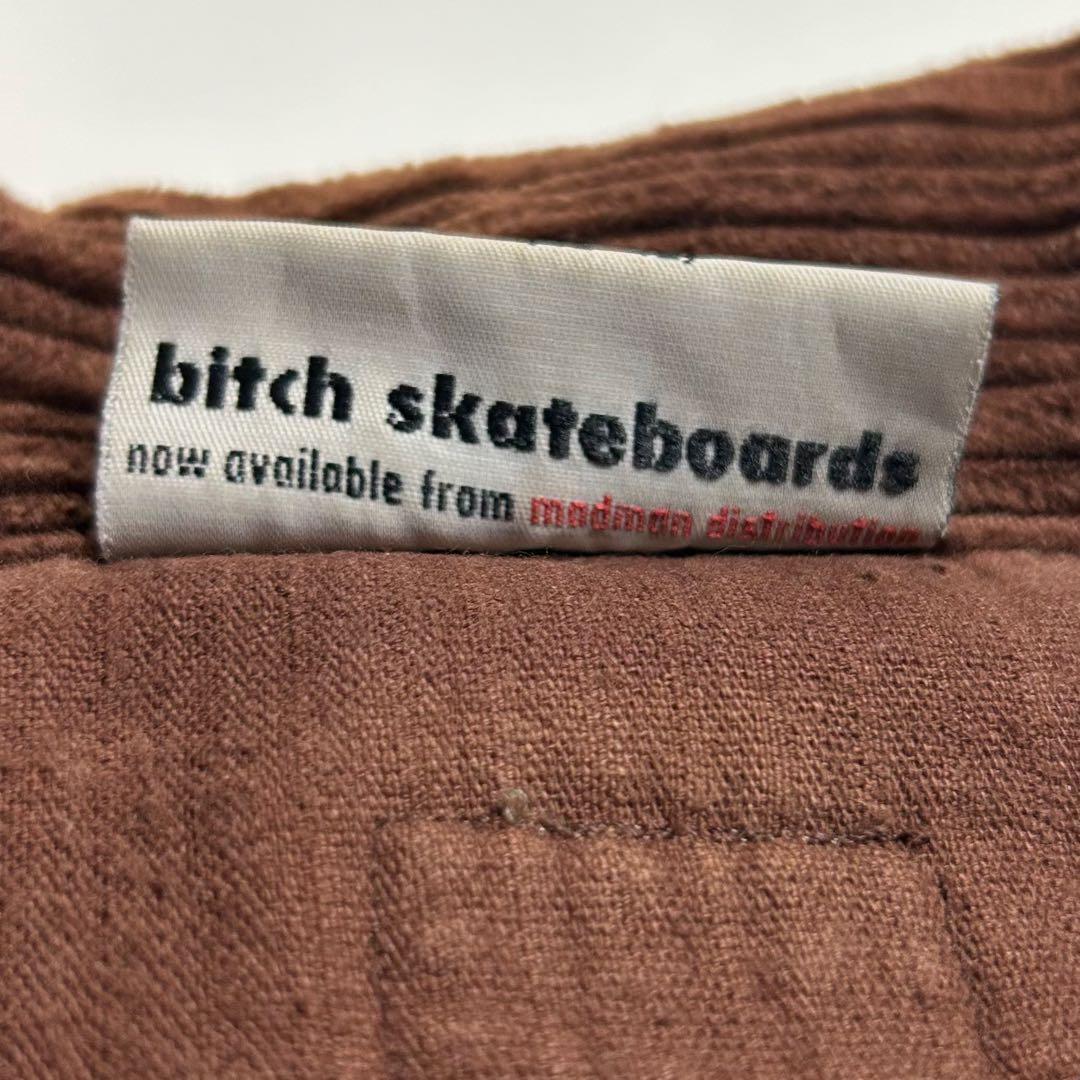 bitch skateboards
now available from madman distribution